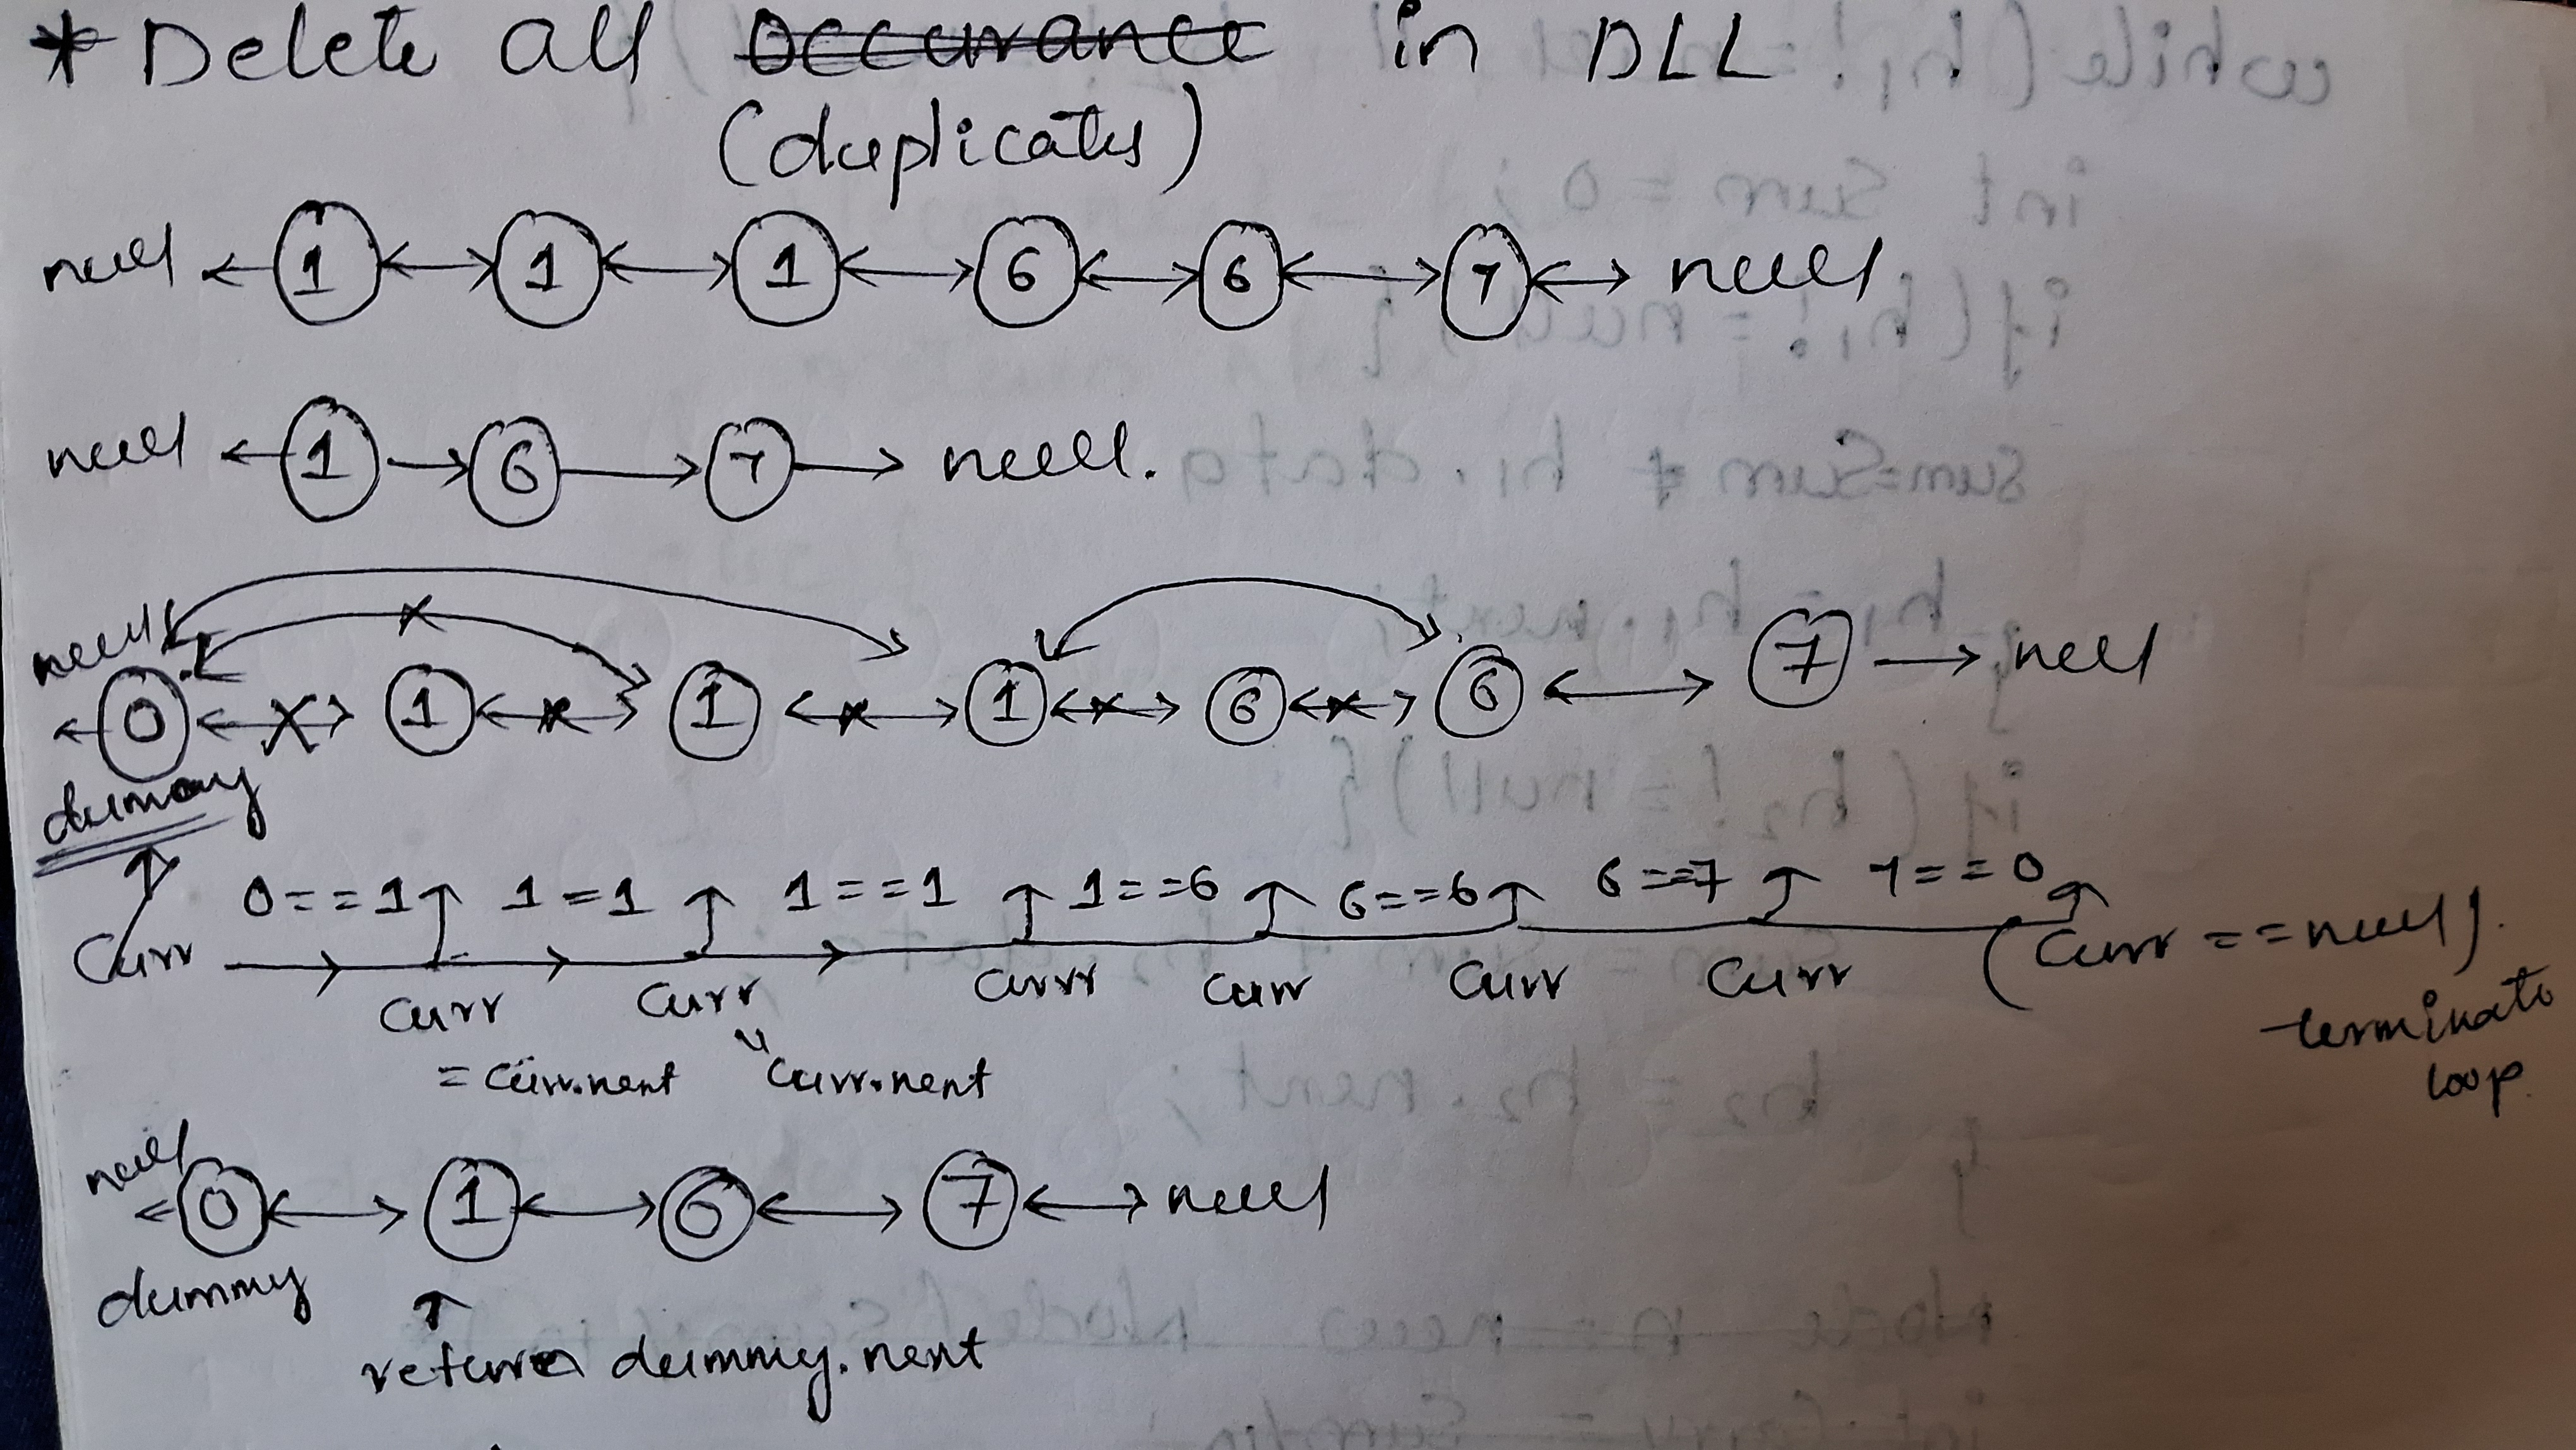 * Delete all Occurance in DLL
(duplicates)
null ← 1 ↔ 1 ↔ 1 ↔ 6 ↔ 6 ↔ 7 ↔ null
null ← 1 → 6 → 7 → null.
null ← 0 ↔ 1 ↔ 1 ↔ 1 ↔ 6 ↔ 6 ↔ 7 → null
dummy
0==1 1=1 1==1 1==6 6==6 6==7 7==0
curr → curr curr curr curr curr curr (curr == null).
= curr.next " curr.next - terminate
loop.
null ← 0 ↔ 1 ↔ 6 ↔ 7 ↔ null
dummy ↑
return dummy.next